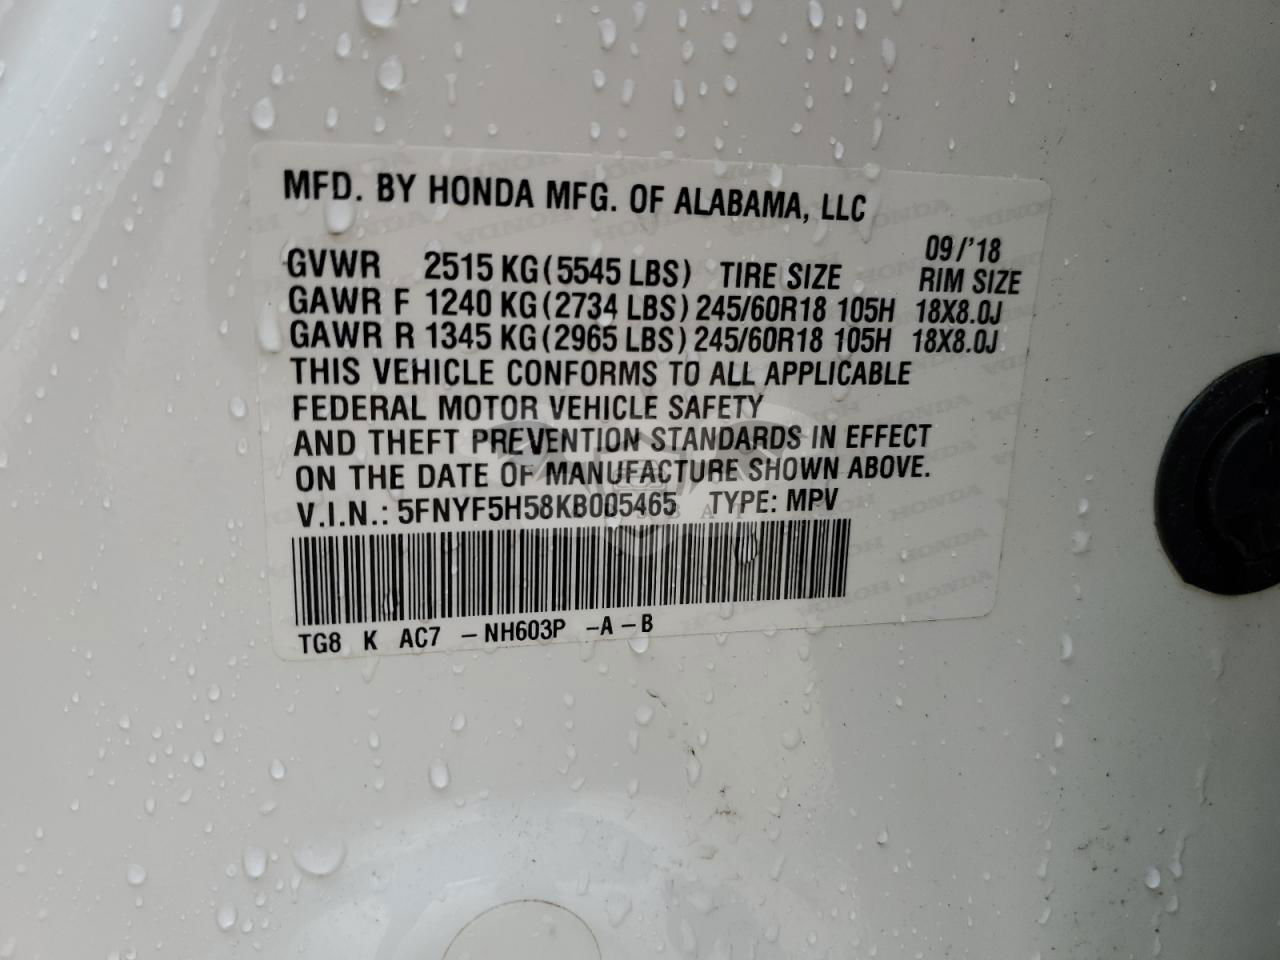 MFD. BY HONDA MFG. OF ALABAMA, LLC
09/'18
GVWR 2515 KG (5545 LBS) TIRE SIZE RIM SIZE
GAWR F 1240 KG (2734 LBS) 245/60R18 105H 18X8.0J
GAWR R 1345 KG (2965 LBS) 245/60R18 105H 18X8.0J
THIS VEHICLE CONFORMS TO ALL APPLICABLE
FEDERAL MOTOR VEHICLE SAFETY
AND THEFT PREVENTION STANDARDS IN EFFECT
ON THE DATE OF MANUFACTURE SHOWN ABOVE.
V.I.N.: 5FNYF5H58KB005465 TYPE: MPV
TG8 K AC7 -NH603P -A-B